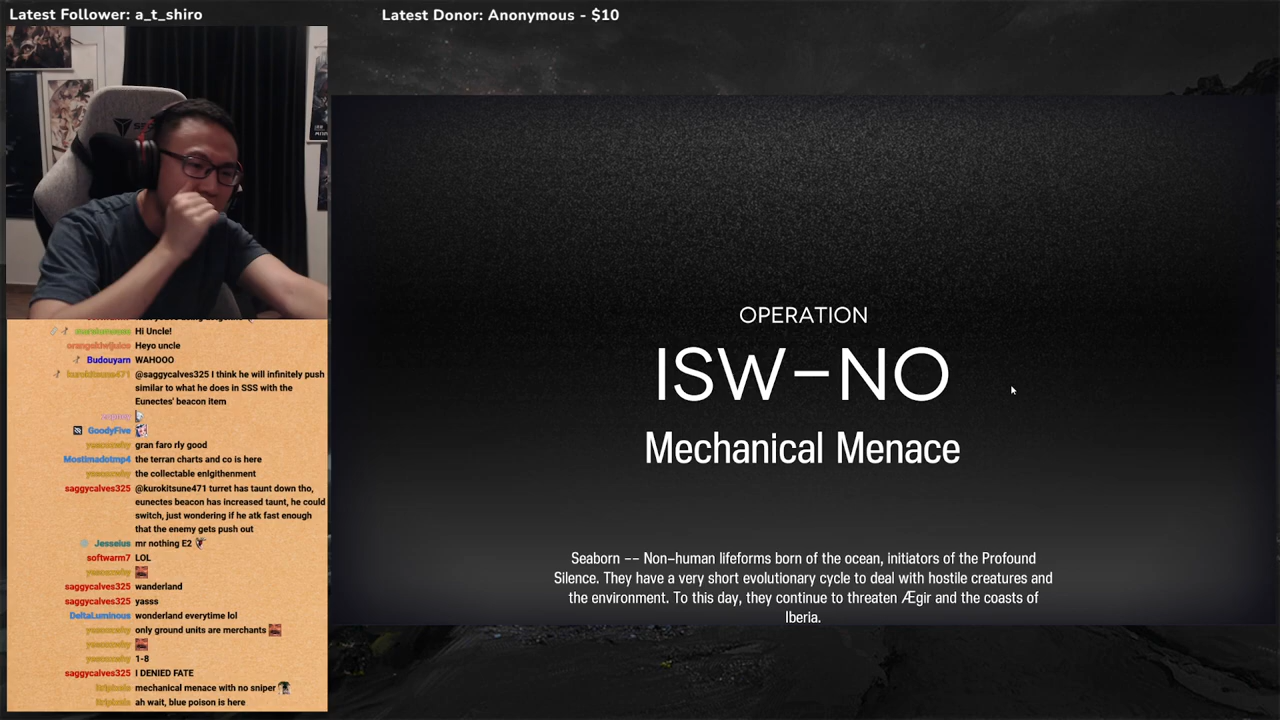 Latest Follower: a_t_shiro
Latest Donor: Anonymous - $10
Hi Uncle!
orangekiwijuice Heyo uncle
Budouyarn WAHOOO
kurokitsune471 @saggycalves325 I think he will infinitely push
similar to what he does in SSS with the
Eunectes' beacon item
GoodyFive
gran faro rly good
Mostimadotmp4 the terran charts and co is here
the collectable enlgithenment
saggycalves325 @kurokitsune471 turret has taunt down tho,
eunectes beacon has increased taunt, he could
switch, just wondering if he atk fast enough
that the enemy gets push out
Jesselus mr nothing E2
softwarm7 LOL
saggycalves325 wanderland
saggycalves325 yasss
DeltaLuminous wonderland everytime lol
only ground units are merchants
1-8
saggycalves325 I DENIED FATE
mechanical menace with no sniper
ah wait, blue poison is here
OPERATION
ISW-NO
Mechanical Menace
Seaborn -- Non-human lifeforms born of the ocean, initiators of the Profound
Silence. They have a very short evolutionary cycle to deal with hostile creatures and
the environment. To this day, they continue to threaten Ægir and the coasts of
Iberia.